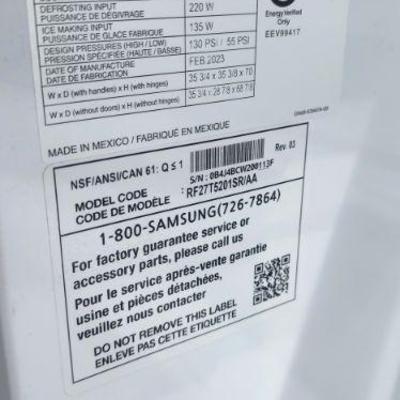 DEFROSTING INPUT 220 W
PUISSANCE DE DÉGIVRAGE
ICE MAKING INPUT 135 W
PUISSANCE DE GLACE FABRIQUE
DESIGN PRESSURES (HIGH / LOW) 130 PSI / 55 PSI
PRESSION SPÉCIFIÉE (HAUTE / BASSE)
DATE OF MANUFACTURE FEB.2023
DATE DE FABRICATION
W x D (with handles) x H (with hinges) 35 3/4 x 35 3/8 x 70
W x D (without doors) x H (without hinges) 35 3/4 x 28 7/8 x 68 7/8
Energy Verified
Only
EEV99417
MADE IN MEXICO / FABRIQUÉ EN MEXIQUE
NSF/ANSI/CAN 61: Q ≤ 1
S/N : 0B4J4BCW200113F
Rev. 03
MODEL CODE
CODE DE MODÈLE : RF27T5201SR/AA
1-800-SAMSUNG(726-7864)
For factory guarantee service or
accessory parts, please call us
Pour le service après-vente garantie
usine et pièces détachées,
veuillez nous contacter
DO NOT REMOVE THIS LABEL
ENLEVE PAS CETTE ETIQUETTE